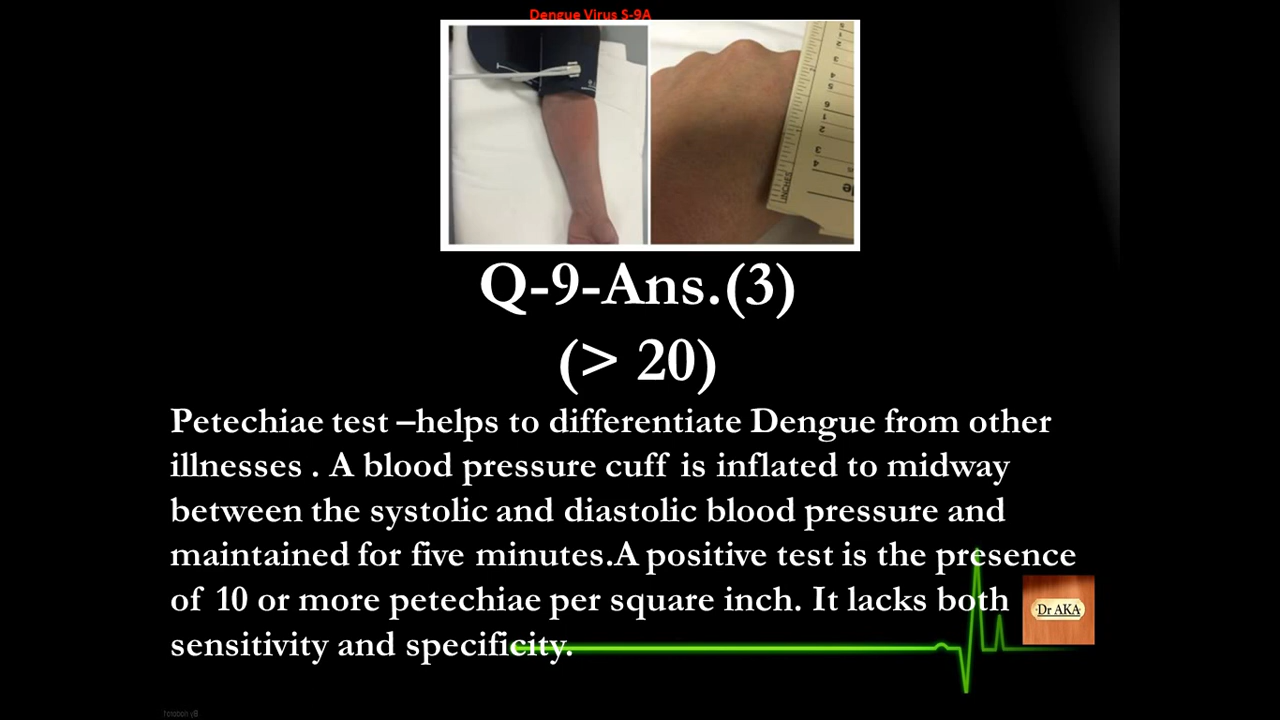 Dengue Virus S-9A
INCHES
Q-9-Ans.(3)
(> 20)
Petechiae test –helps to differentiate Dengue from other
illnesses . A blood pressure cuff is inflated to midway
between the systolic and diastolic blood pressure and
maintained for five minutes.A positive test is the presence
of 10 or more petechiae per square inch. It lacks both
sensitivity and specificity.
Dr AKA